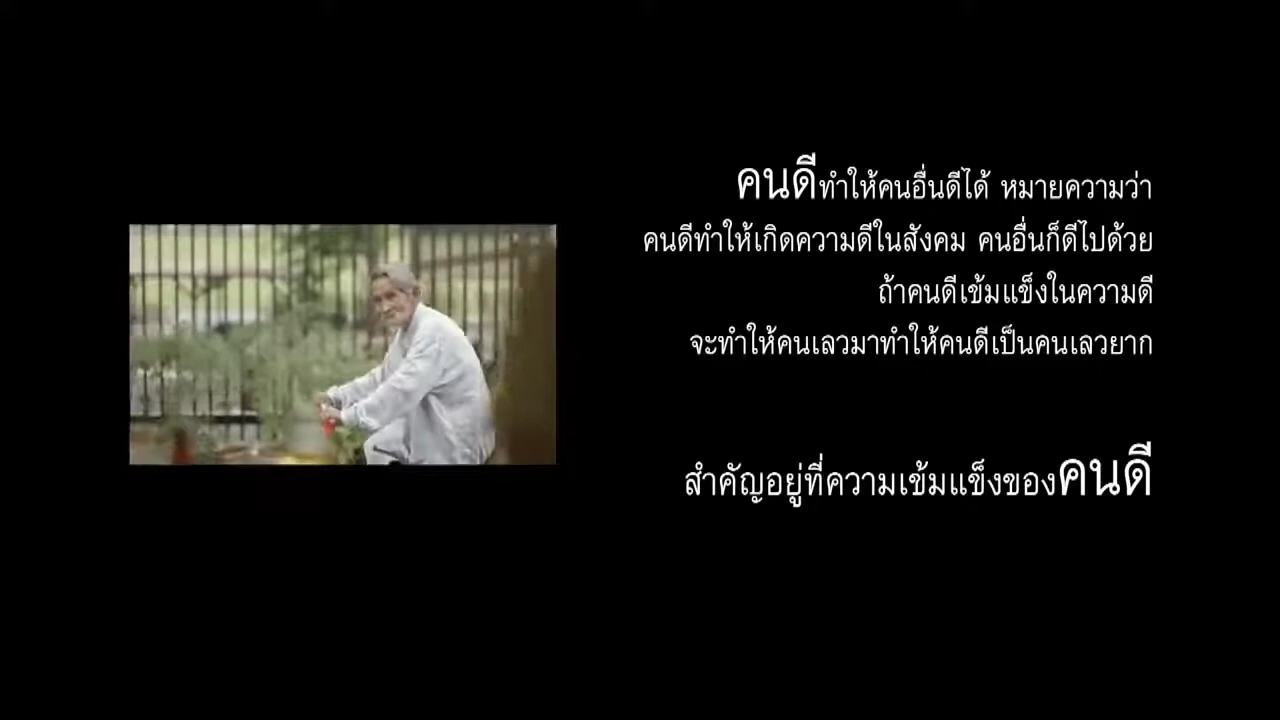 คนดีทำให้คนอื่นดีได้ หมายความว่า
คนดีทำให้เกิดความดีในสังคม คนอื่นก็ดีไปด้วย
ถ้าคนดีเข้มแข็งในความดี
จะทำให้คนเลวมาทำให้คนดีเป็นคนเลวยาก
สำคัญอยู่ที่ความเข้มแข็งของคนดี